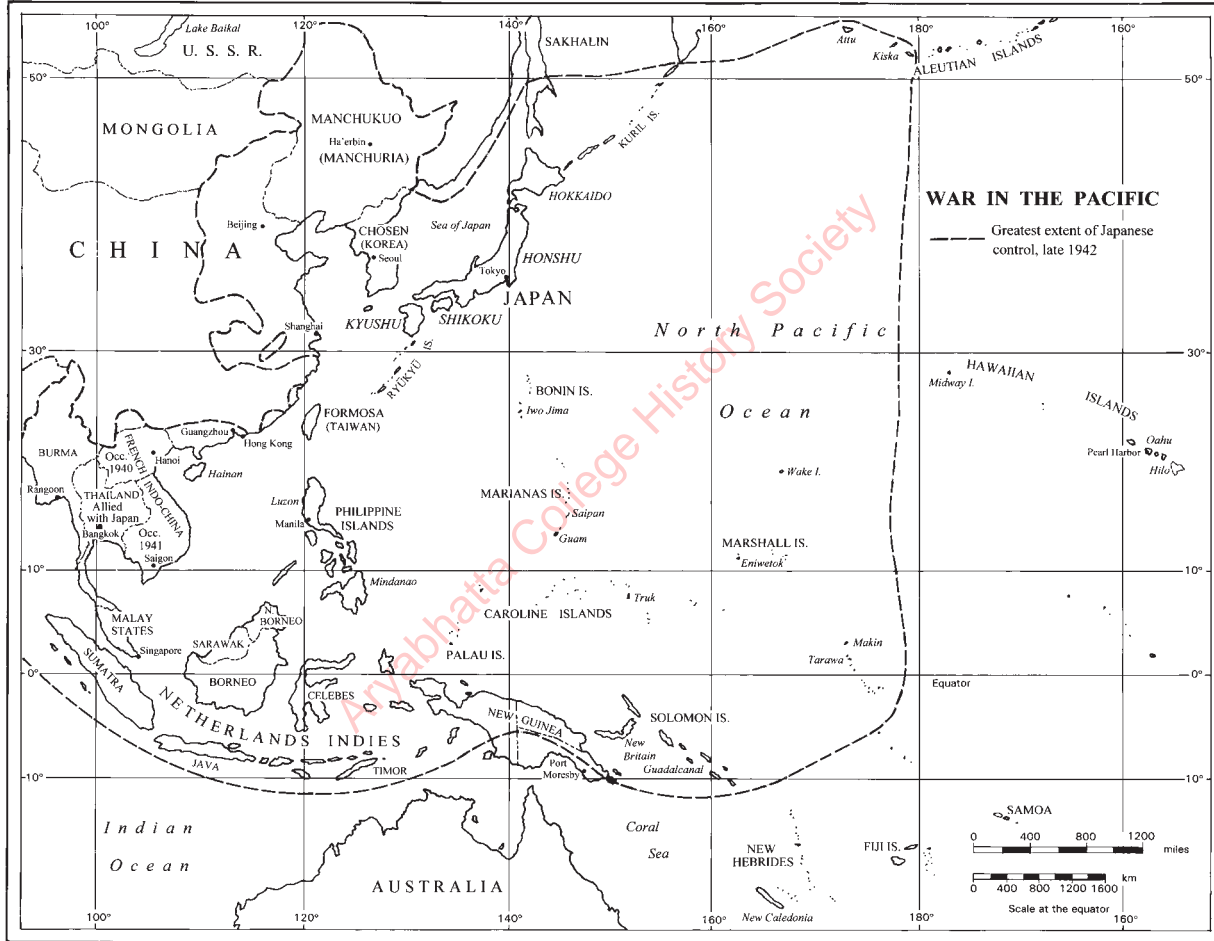 100°
120°
140°
160°
180°
160°
Lake Baikal
U. S. S. R.
SAKHALIN
Attu
Kiska
ALEUTIAN ISLANDS
50°
50°
MONGOLIA
MANCHUKUO
Ha'erbin
(MANCHURIA)
KURIL IS.
HOKKAIDO
WAR IN THE PACIFIC
Greatest extent of Japanese
control, late 1942
Beijing
CHINA
Sea of Japan
CHŌSEN
(KOREA)
Seoul
HONSHU
Tokyo
JAPAN
KYUSHU
SHIKOKU
Shanghai
North Pacific
Ocean
30°
30°
RYŪKYŪ IS.
HAWAIIAN
ISLANDS
Midway I.
BONIN IS.
Iwo Jima
FORMOSA
(TAIWAN)
Guangzhou
Hong Kong
Oahu
Pearl Harbor
Hilo
BURMA
Occ.
1940
FRENCH INDO-CHINA
Hanoi
Hainan
Wake I.
Rangoon
THAILAND
Allied
with Japan
Bangkok
Occ.
1941
Saigon
Luzon
Manila
PHILIPPINE
ISLANDS
MARIANAS IS.
Saipan
Guam
MARSHALL IS.
Eniwetok
10°
10°
Mindanao
CAROLINE ISLANDS
Truk
MALAY
STATES
Singapore
N.
BORNEO
SARAWAK
BORNEO
PALAU IS.
Makin
Tarawa
0°
0°
Equator
SUMATRA
CELEBES
NETHERLANDS INDIES
NEW GUINEA
SOLOMON IS.
New
Britain
Guadalcanal
JAVA
TIMOR
Port
Moresby
10°
10°
Indian
Ocean
Coral
Sea
AUSTRALIA
NEW
HEBRIDES
New Caledonia
FIJI IS.
SAMOA
0 400 800 1200
miles
0 400 800 1200 1600
km
Scale at the equator
100°
120°
140°
160°
180°
160°
Aryabhatta College History Society